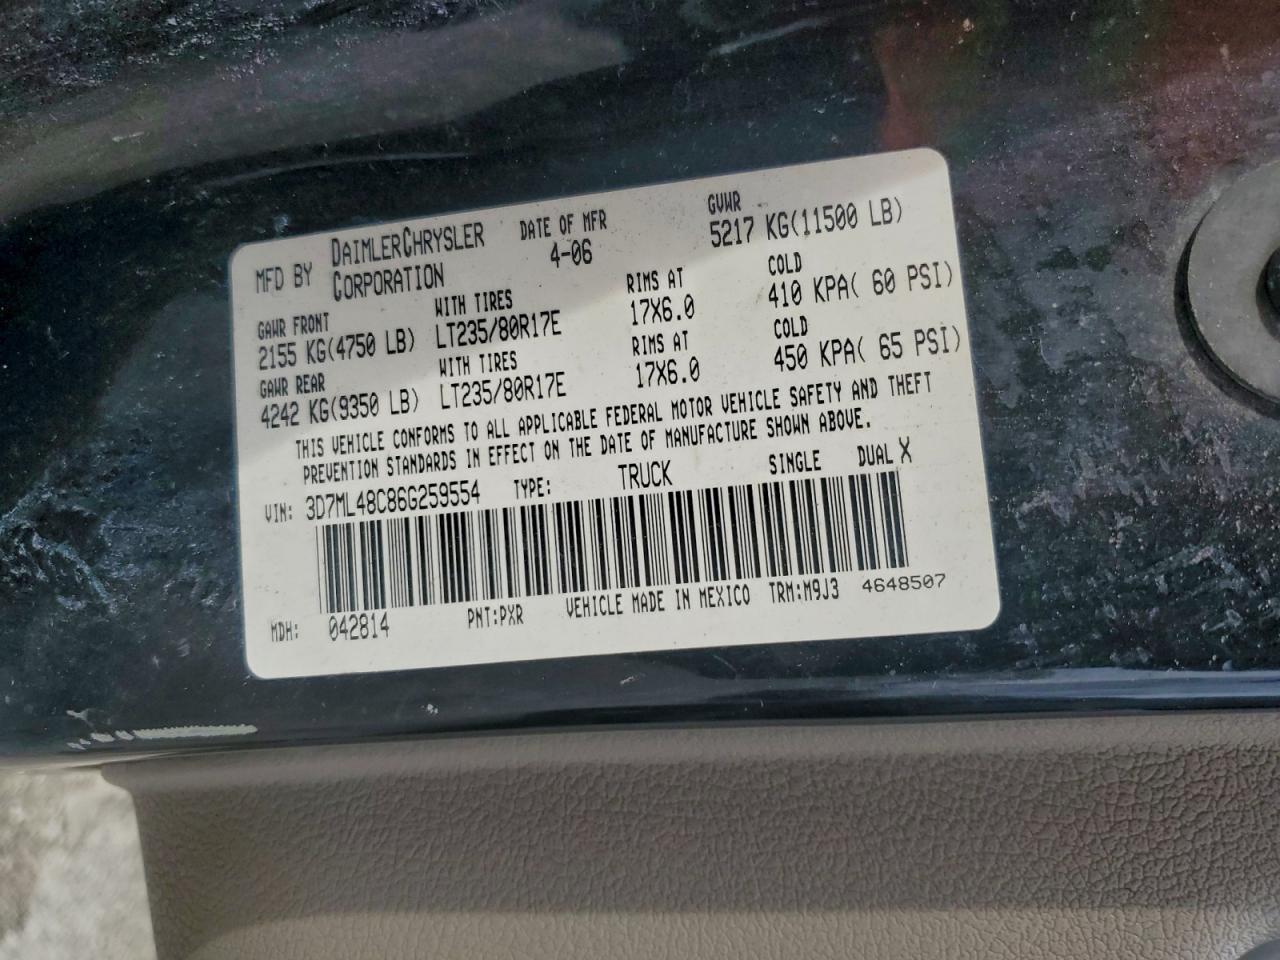 MFD BY DAIMLERCHRYSLER CORPORATION
DATE OF MFR 4-06
GVWR 5217 KG(11500 LB)
GAWR FRONT WITH TIRES RIMS AT COLD
2155 KG(4750 LB) LT235/80R17E 17X6.0 410 KPA( 60 PSI)
GAWR REAR WITH TIRES RIMS AT COLD
4242 KG(9350 LB) LT235/80R17E 17X6.0 450 KPA( 65 PSI)
THIS VEHICLE CONFORMS TO ALL APPLICABLE FEDERAL MOTOR VEHICLE SAFETY AND THEFT
PREVENTION STANDARDS IN EFFECT ON THE DATE OF MANUFACTURE SHOWN ABOVE.
VIN: 3D7ML48C86G259554 TYPE: TRUCK SINGLE DUAL X
MDH: 042814 PNT:PXR VEHICLE MADE IN MEXICO TRM:M9J3 4648507